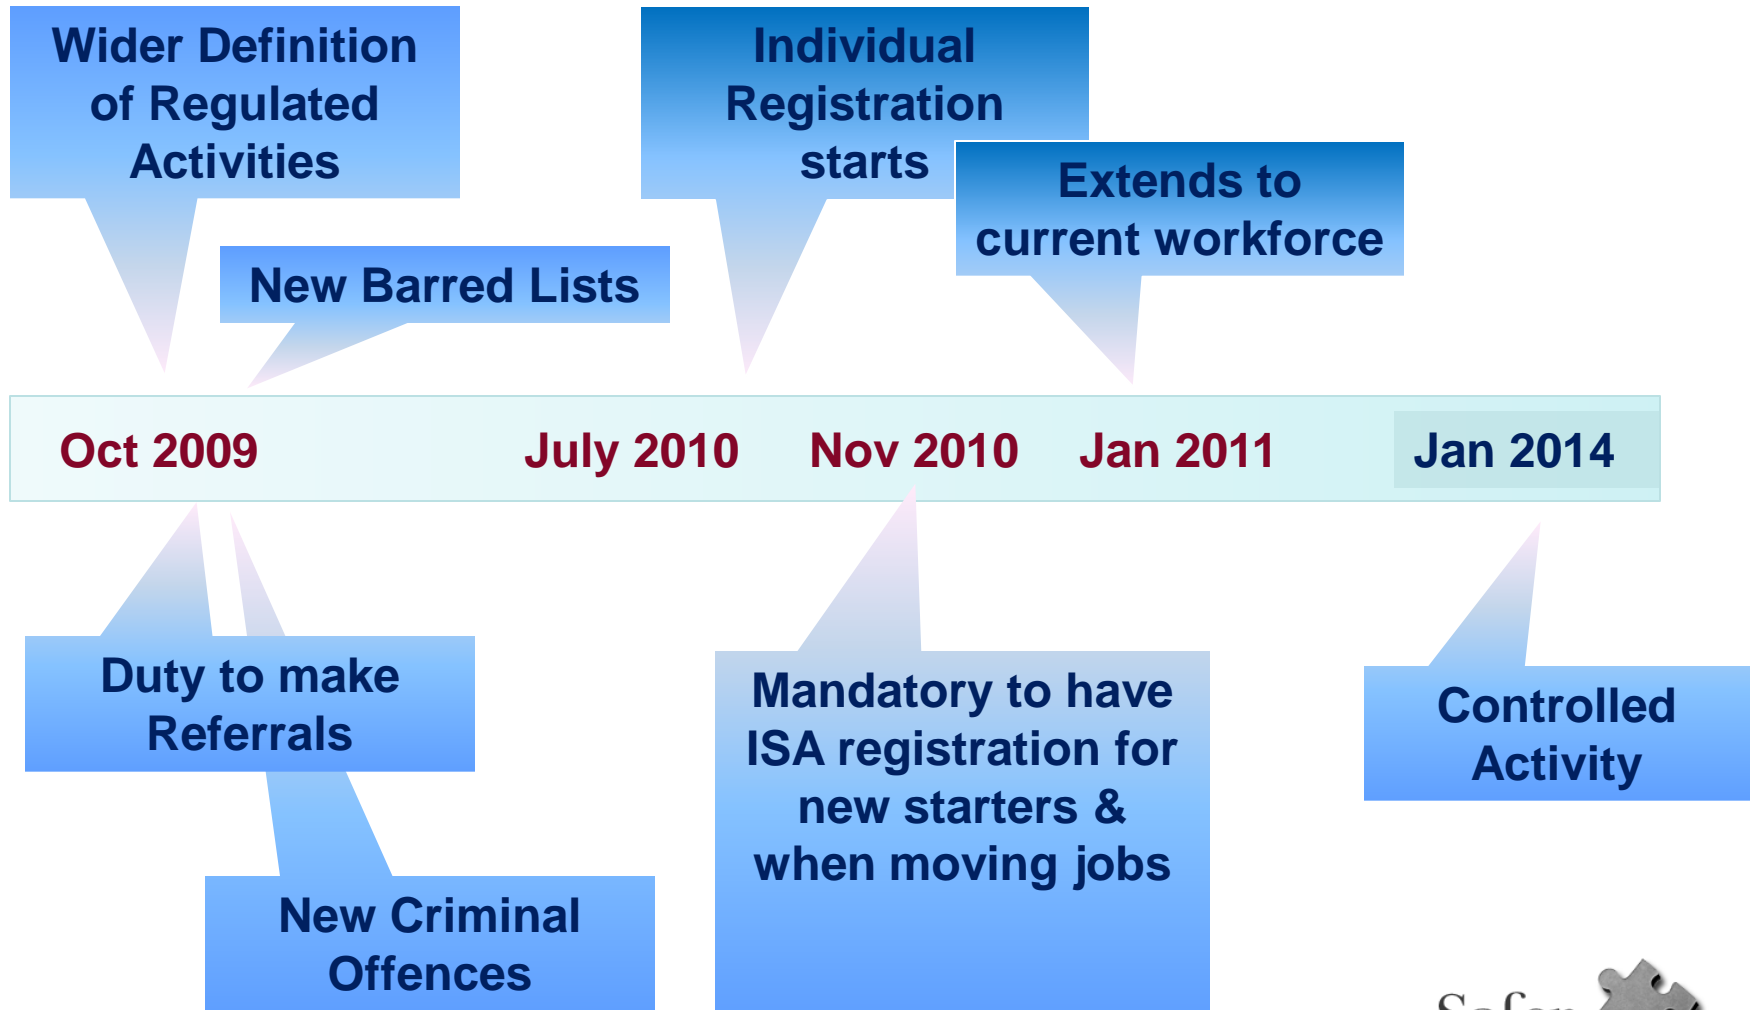 Wider Definition
of Regulated
Activities
Individual
Registration
starts
Extends to
current workforce
New Barred Lists
Oct 2009
July 2010
Nov 2010
Jan 2011
Jan 2014
Duty to make
Referrals
Mandatory to have
ISA registration for
new starters &
when moving jobs
Controlled
Activity
New Criminal
Offences